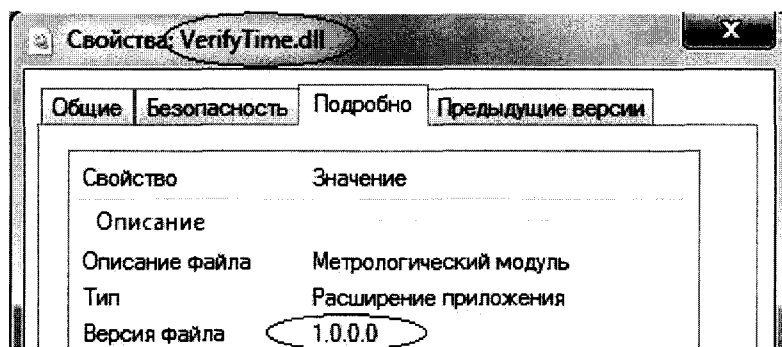 Свойства: VerifyTime.dll
X
Общие Безопасность Подробно Предыдущие версии
Свойство Значение
Описание
Описание файла Метрологический модуль
Тип Расширение приложения
Версия файла 1.0.0.0